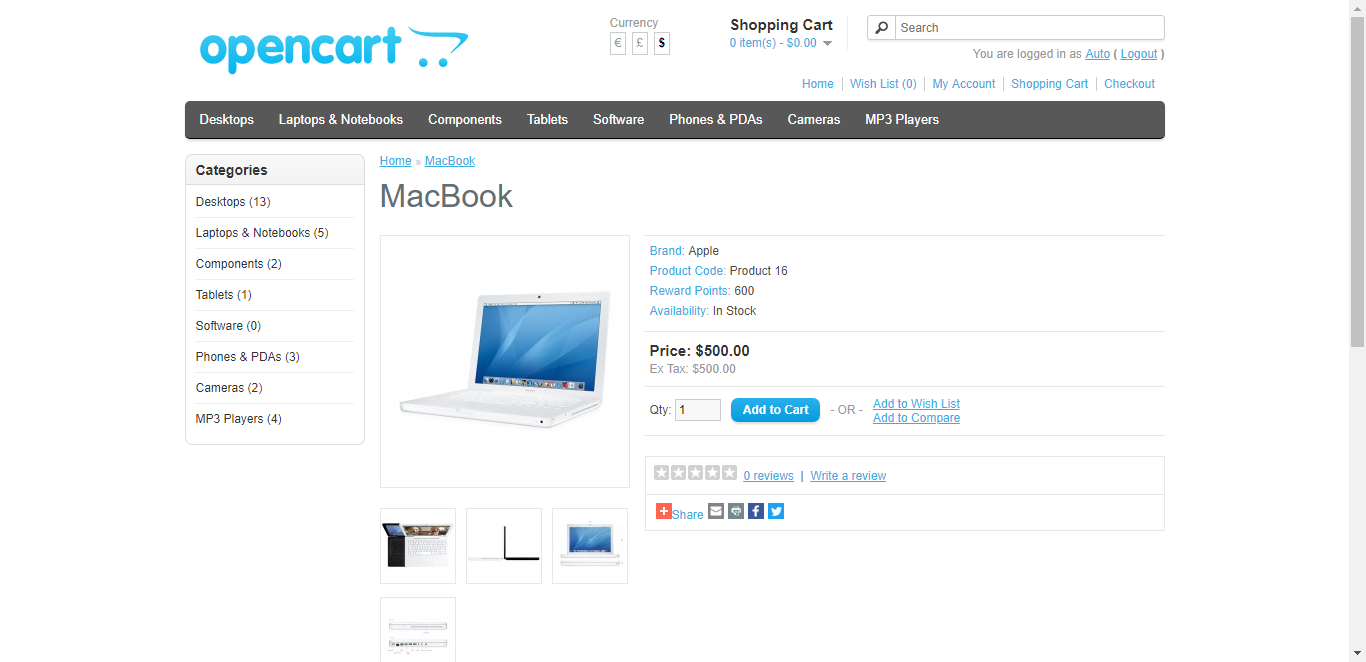 opencart
Currency
€ £ $
Shopping Cart
0 item(s) - $0.00
Search
You are logged in as Auto ( Logout )
Home Wish List (0) My Account Shopping Cart Checkout
Desktops Laptops & Notebooks Components Tablets Software Phones & PDAs Cameras MP3 Players
Categories
Desktops (13)
Laptops & Notebooks (5)
Components (2)
Tablets (1)
Software (0)
Phones & PDAs (3)
Cameras (2)
MP3 Players (4)
Home » MacBook
MacBook
Brand: Apple
Product Code: Product 16
Reward Points: 600
Availability: In Stock
Price: $500.00
Ex Tax: $500.00
Qty: 1 Add to Cart - OR - Add to Wish List
Add to Compare
0 reviews | Write a review
Share